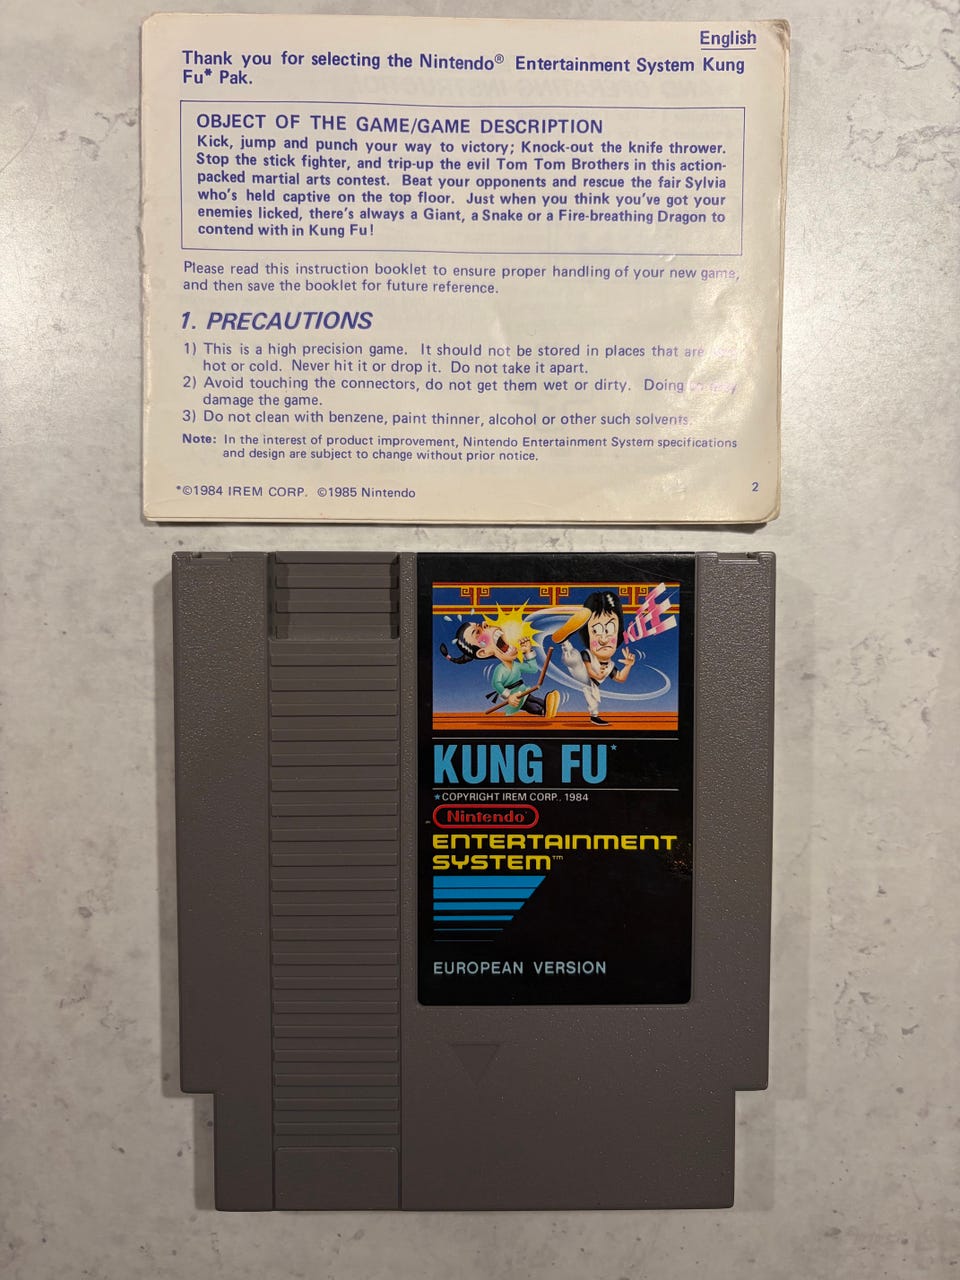 English
Thank you for selecting the Nintendo® Entertainment System Kung
Fu* Pak.
OBJECT OF THE GAME/GAME DESCRIPTION
Kick, jump and punch your way to victory; Knock-out the knife thrower.
Stop the stick fighter, and trip-up the evil Tom Tom Brothers in this action-
packed martial arts contest. Beat your opponents and rescue the fair Sylvia
who's held captive on the top floor. Just when you think you've got your
enemies licked, there's always a Giant, a Snake or a Fire-breathing Dragon to
contend with in Kung Fu!
Please read this instruction booklet to ensure proper handling of your new game,
and then save the booklet for future reference.
1. PRECAUTIONS
1) This is a high precision game. It should not be stored in places that are
hot or cold. Never hit it or drop it. Do not take it apart.
2) Avoid touching the connectors, do not get them wet or dirty. Doing
damage the game.
3) Do not clean with benzene, paint thinner, alcohol or other such solvents.
Note: In the interest of product improvement, Nintendo Entertainment System specifications
and design are subject to change without prior notice.
*©1984 IREM CORP. ©1985 Nintendo
2
KUNG FU*
*COPYRIGHT IREM CORP., 1984
Nintendo®
ENTERTAINMENT
SYSTEM™
EUROPEAN VERSION